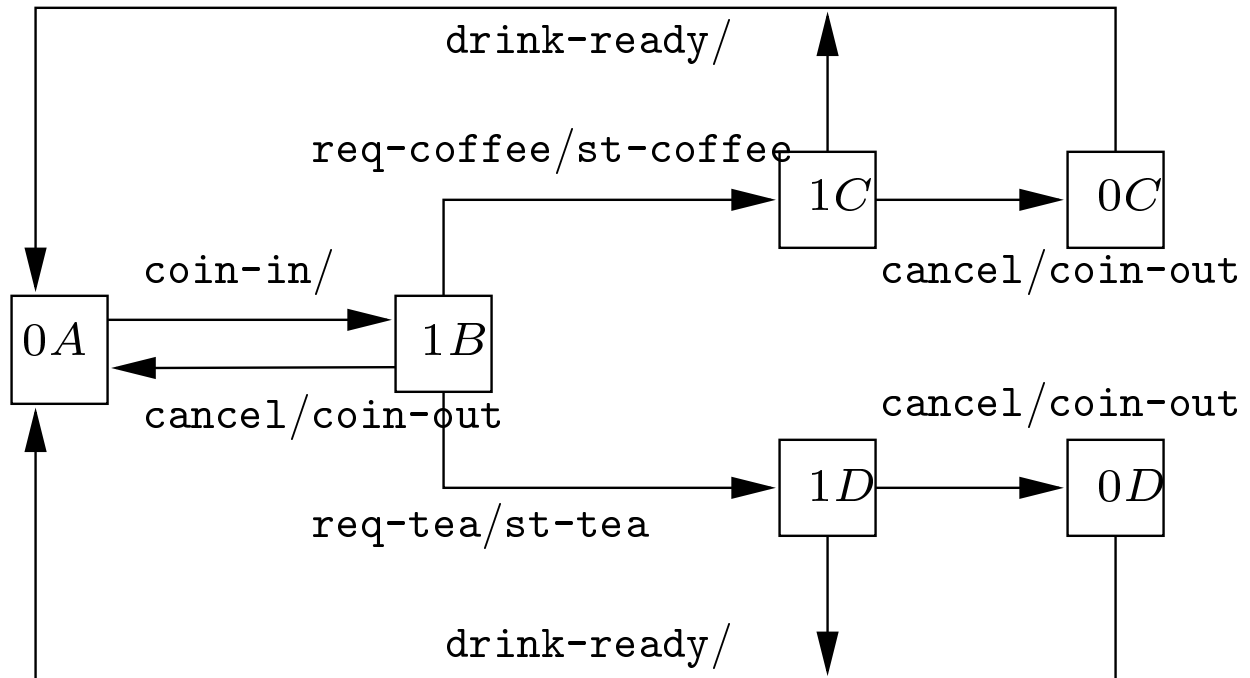 drink-ready/
req-coffee/st-coffee
1C
0C
coin-in/
cancel/coin-out
0A
1B
cancel/coin-out
cancel/coin-out
1D
0D
req-tea/st-tea
drink-ready/